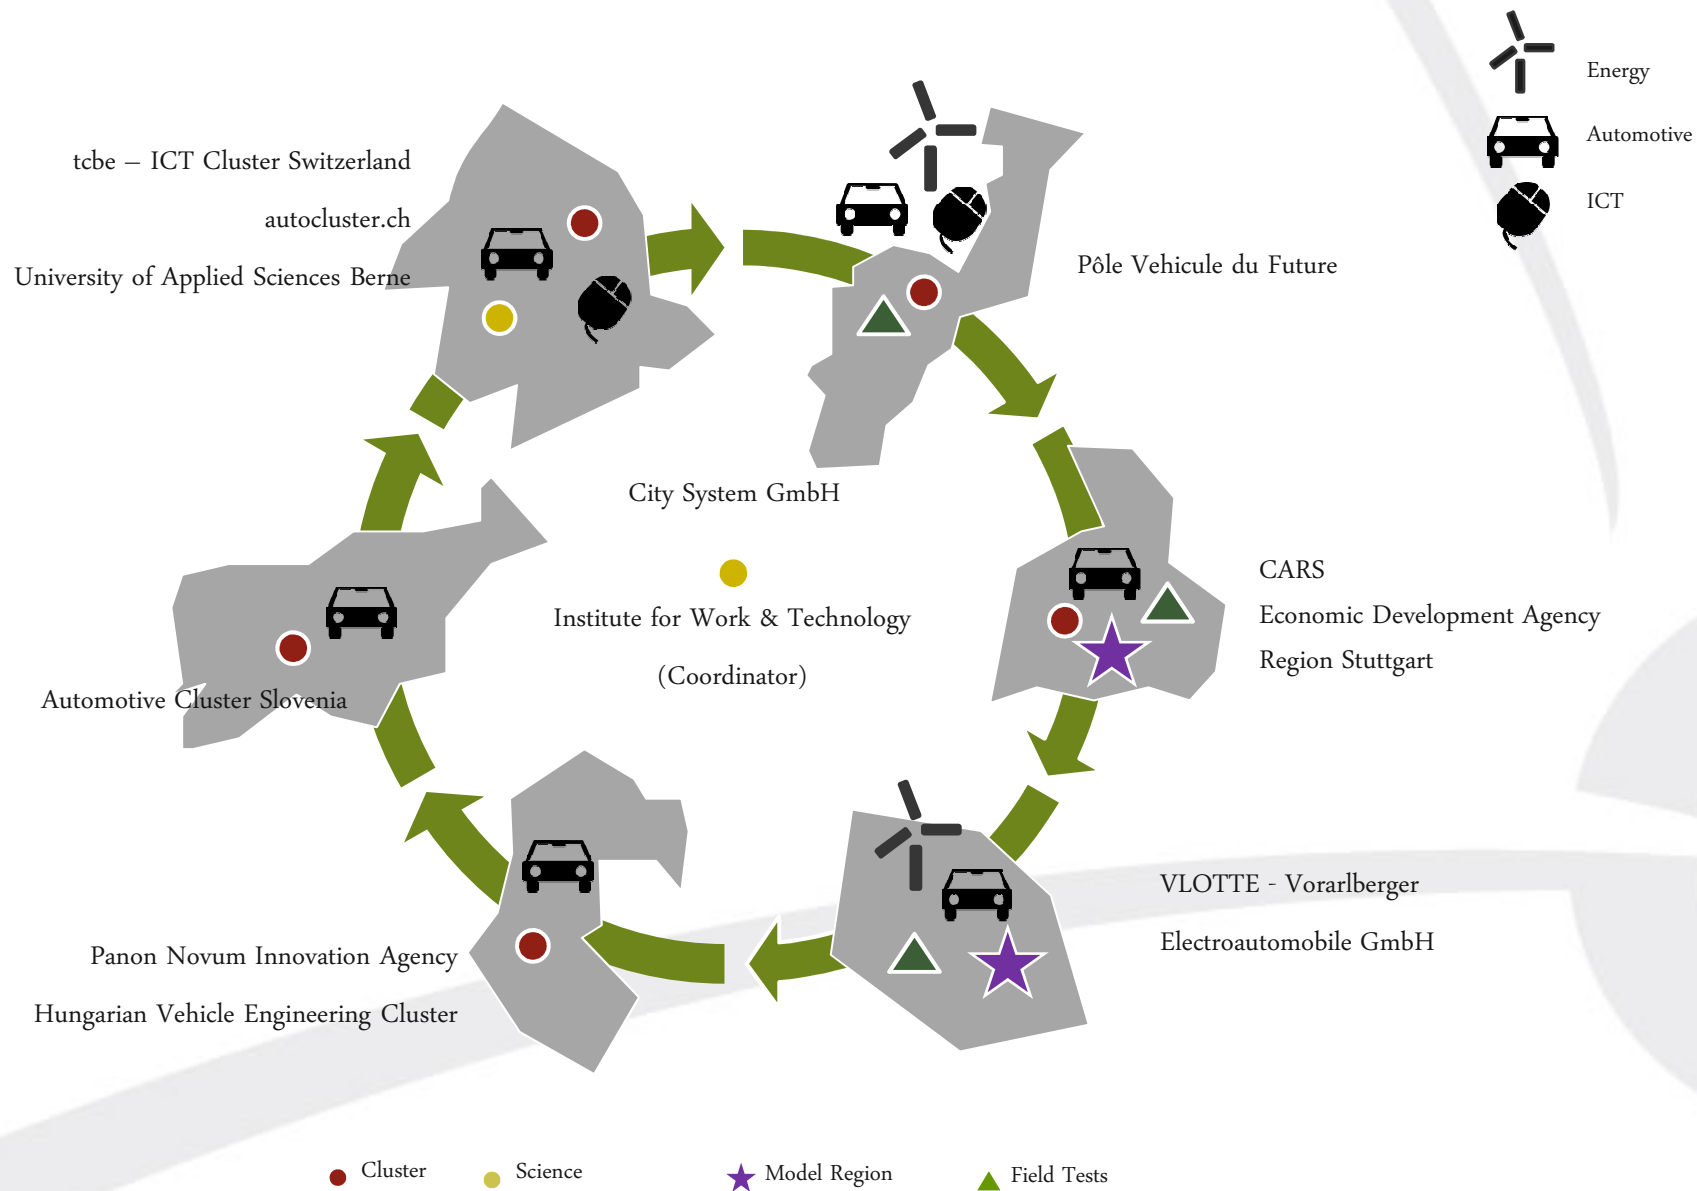 Energy
Automotive
ICT
tcbe – ICT Cluster Switzerland
autocluster.ch
University of Applied Sciences Berne
Pôle Vehicule du Future
City System GmbH
Institute for Work & Technology
(Coordinator)
CARS
Economic Development Agency
Region Stuttgart
Automotive Cluster Slovenia
VLOTTE - Vorarlberger
Electroautomobile GmbH
Panon Novum Innovation Agency
Hungarian Vehicle Engineering Cluster
Cluster
Science
Model Region
Field Tests